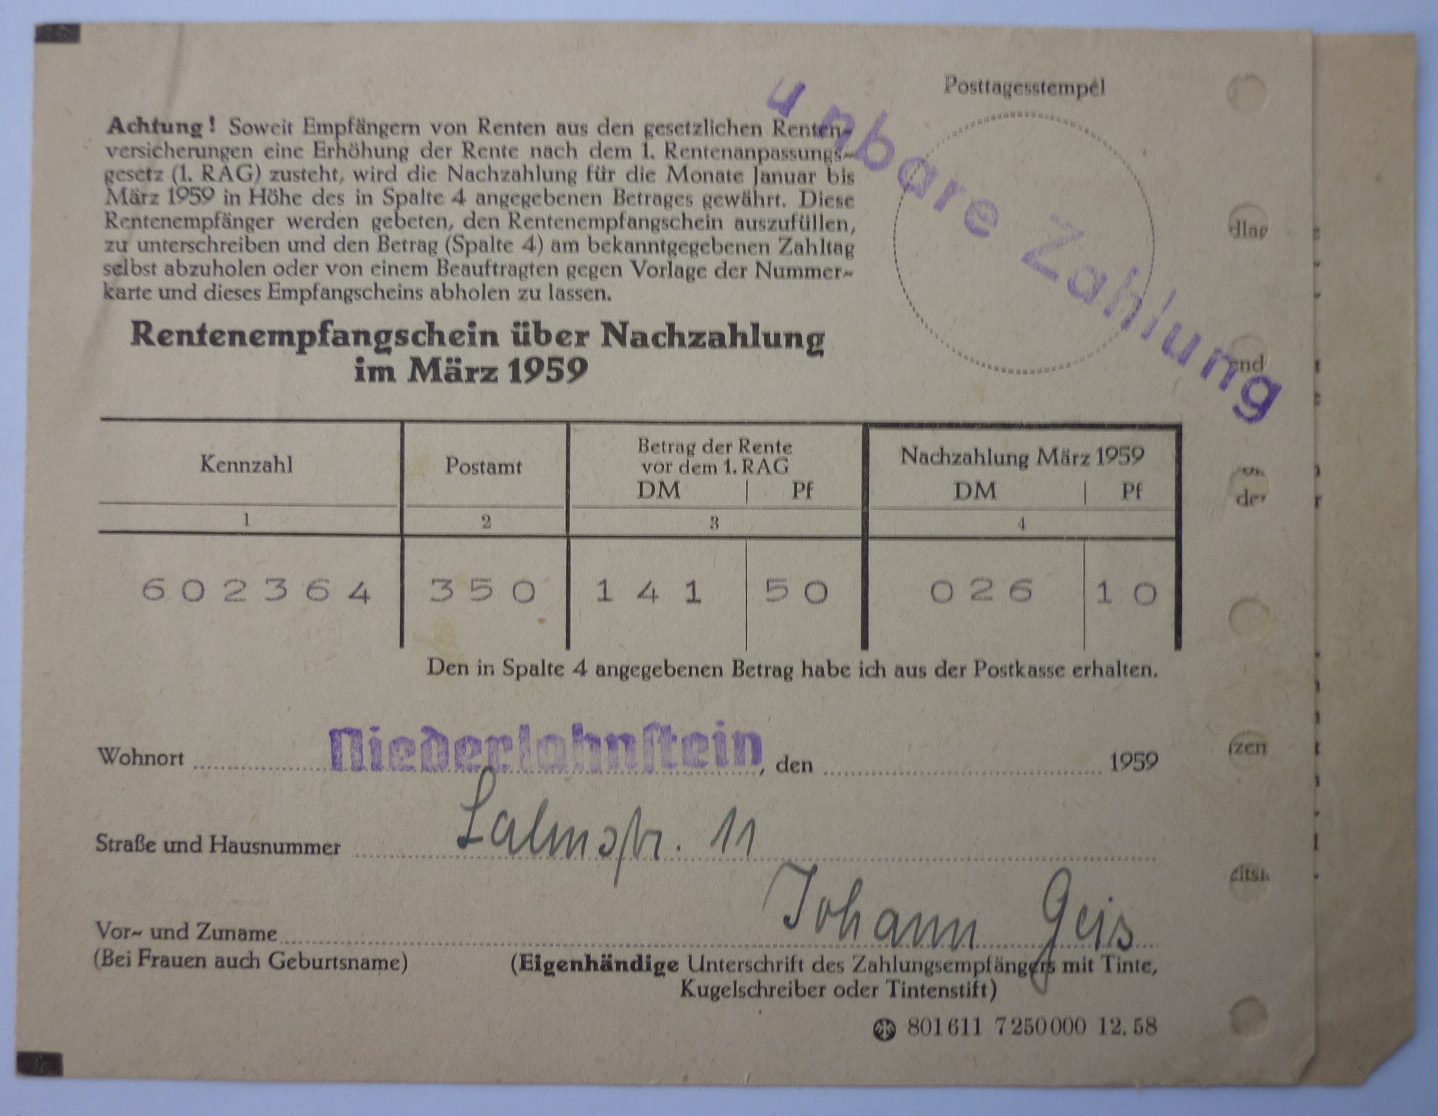 Posttagesstempel
unbare Zahlung
Achtung! Soweit Empfängern von Renten aus den gesetzlichen Renten-
versicherungen eine Erhöhung der Rente nach dem 1. Rentenanpassungs-
gesetz (1. RAG) zusteht, wird die Nachzahlung für die Monate Januar bis
März 1959 in Höhe des in Spalte 4 angegebenen Betrages gewährt. Diese
Rentenempfänger werden gebeten, den Rentenempfangschein auszufüllen,
zu unterschreiben und den Betrag (Spalte 4) am bekanntgegebenen Zahltag
selbst abzuholen oder von einem Beauftragten gegen Vorlage der Nummer-
karte und dieses Empfangscheins abholen zu lassen.
Rentenempfangschein über Nachzahlung
im März 1959
Kennzahl Postamt Betrag der Rente vor dem 1. RAG Nachzahlung März 1959
DM Pf DM Pf
1 2 3 4
602364 350 141 50 026 10
Den in Spalte 4 angegebenen Betrag habe ich aus der Postkasse erhalten.
Wohnort Niederlahnstein, den 1959
Straße und Hausnummer Lahnstr. 11
Vor- und Zuname Johann Geis
(Bei Frauen auch Geburtsname) (Eigenhändige Unterschrift des Zahlungsempfängers mit Tinte,
Kugelschreiber oder Tintenstift)
801611 7250000 12.58